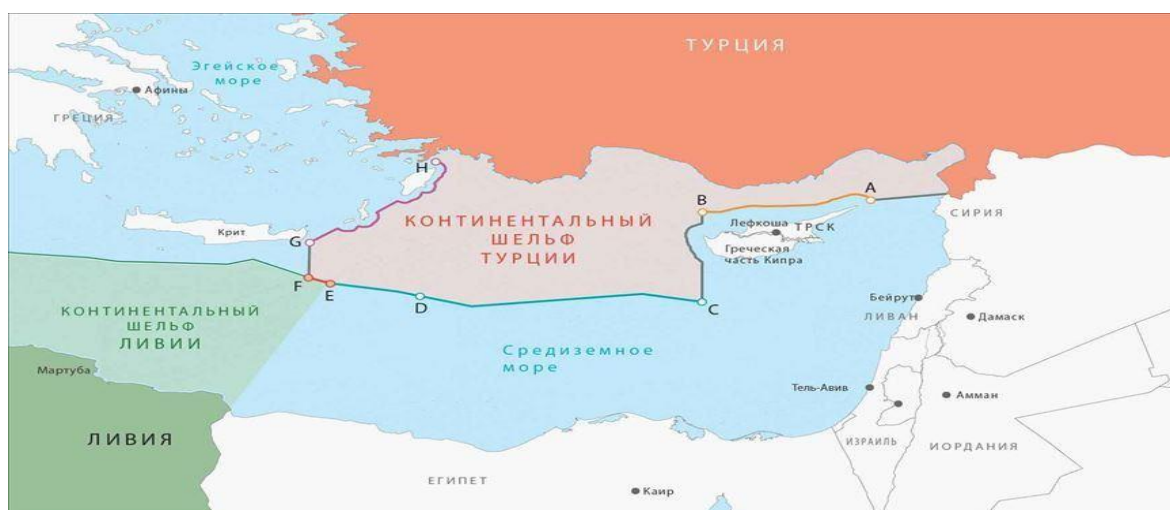 ТУРЦИЯ
Эгейское
море
Афины
ГРЕЦИЯ
H
A
B
КОНТИНЕНТАЛЬНЫЙ
ШЕЛЬФ
ТУРЦИИ
СИРИЯ
Лефкоша
ТРСК
Греческая
часть Кипра
Крит
G
F
E
D
C
Бейрут
ЛИВАН
Дамаск
КОНТИНЕНТАЛЬНЫЙ
ШЕЛЬФ
ЛИВИИ
Средиземное
море
Мартуба
Тель-Авив
Амман
ЛИВИЯ
ИЗРАИЛЬ
ИОРДАНИЯ
ЕГИПЕТ
Каир